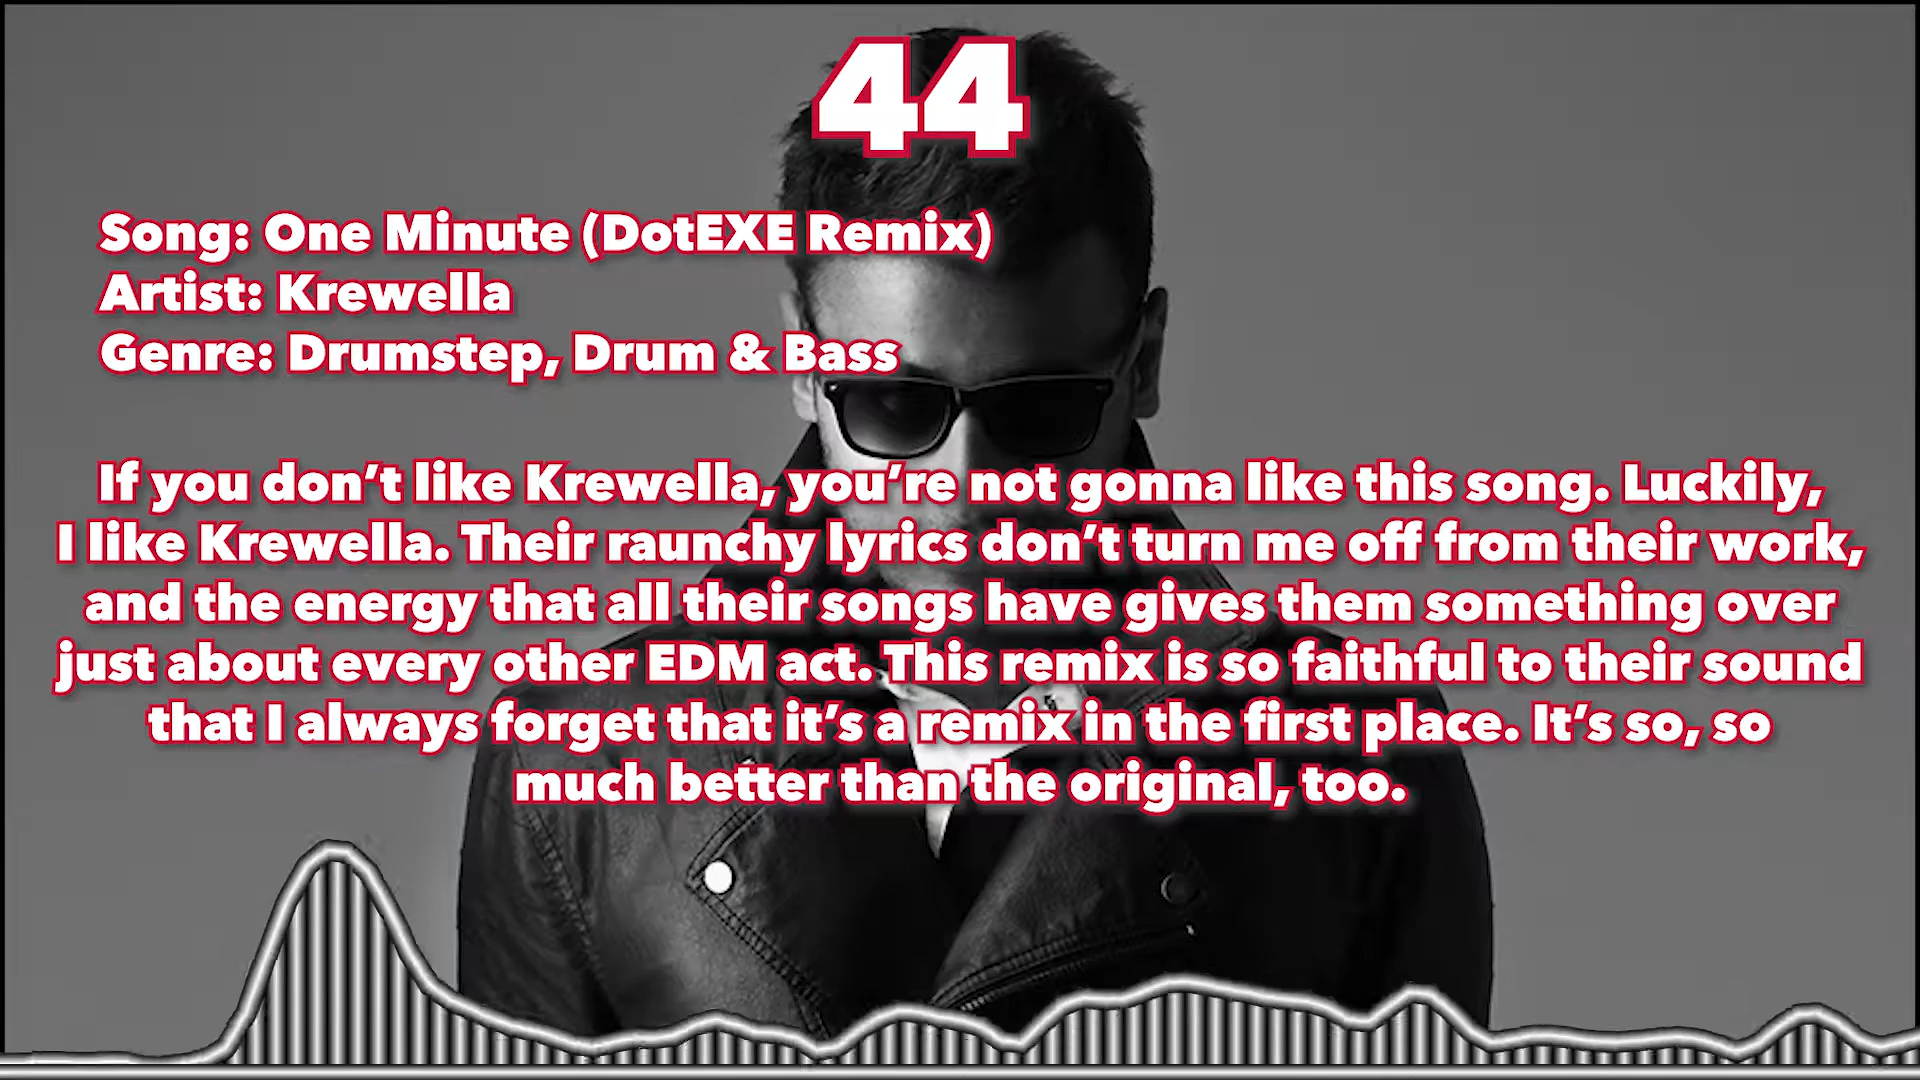 44
Song: One Minute (DotEXE Remix)
Artist: Krewella
Genre: Drumstep, Drum & Bass
If you don’t like Krewella, you’re not gonna like this song. Luckily,
I like Krewella. Their raunchy lyrics don’t turn me off from their work,
and the energy that all their songs have gives them something over
just about every other EDM act. This remix is so faithful to their sound
that I always forget that it’s a remix in the first place. It’s so, so
much better than the original, too.